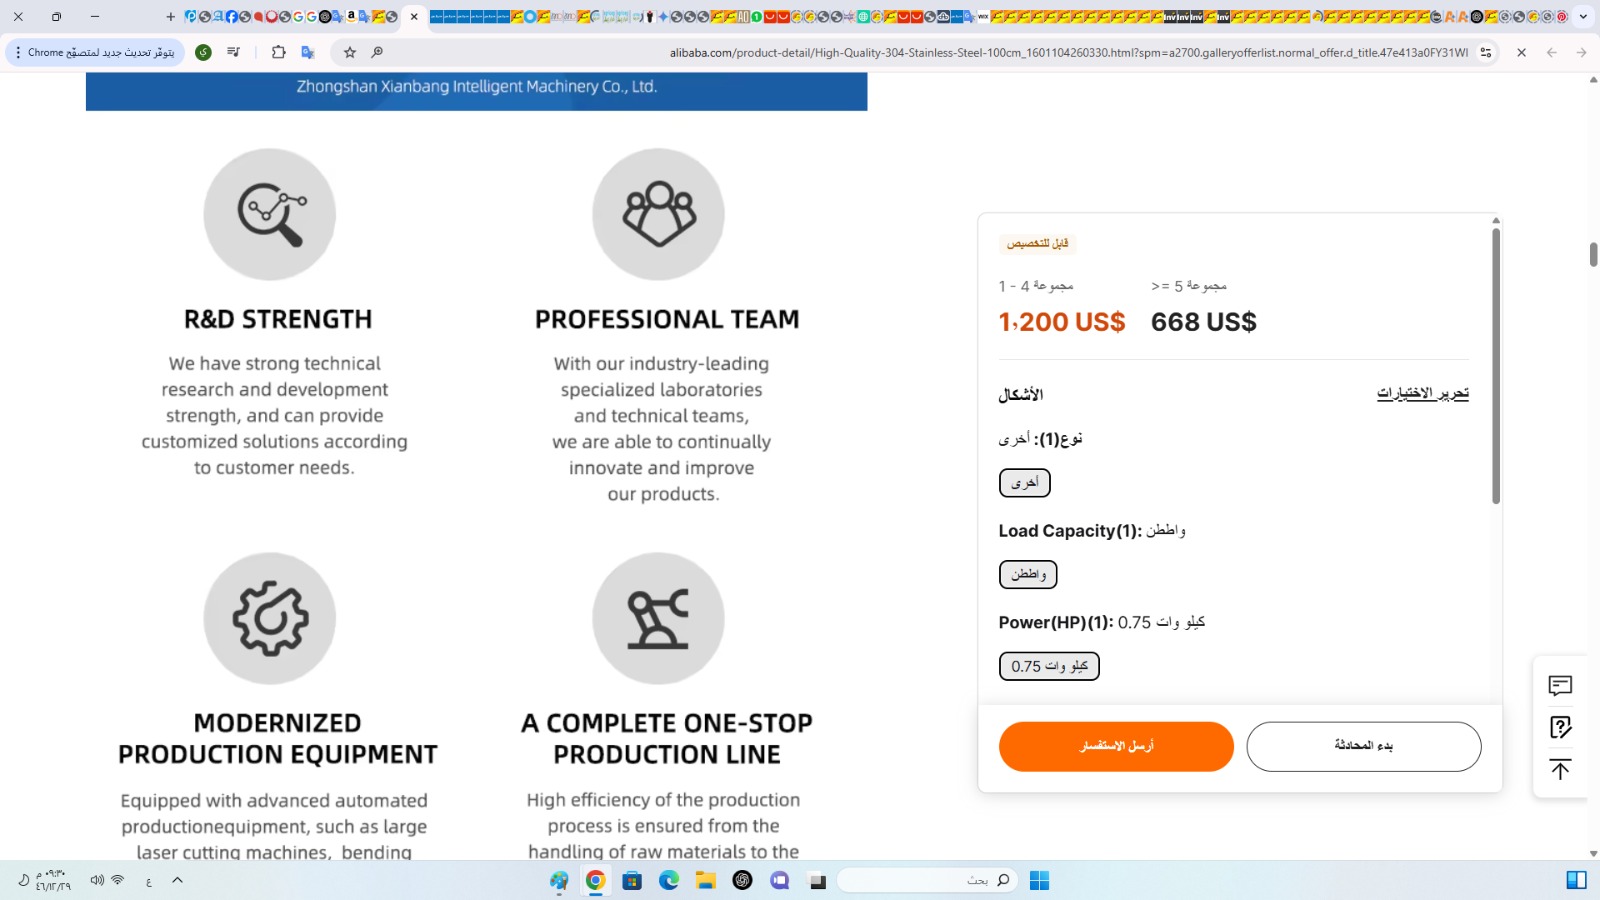 يتوفّر تحديث جديد لمتصفّح Chrome
ي
alibaba.com/product-detail/High-Quality-304-Stainless-Steel-100cm_1601104260330.html?spm=a2700.galleryofferlist.normal_offer.d_title.47e413a0FY31WI
Zhongshan Xianbang Intelligent Machinery Co., Ltd.
R&D STRENGTH
We have strong technical
research and development
strength, and can provide
customized solutions according
to customer needs.
PROFESSIONAL TEAM
With our industry-leading
specialized laboratories
and technical teams,
we are able to continually
innovate and improve
our products.
MODERNIZED
PRODUCTION EQUIPMENT
Equipped with advanced automated
productionequipment, such as large
laser cutting machines, bending
A COMPLETE ONE-STOP
PRODUCTION LINE
High efficiency of the production
process is ensured from the
handling of raw materials to the
قابل للتخصيص
1 - 4 مجموعة
>= 5 مجموعة
1,200 US$
668 US$
الأشكال
تحرير الاختيارات
نوع(1): أخرى
أخرى
Load Capacity(1): واططن
واططن
Power(HP)(1): 0.75 كيلو وات
0.75 كيلو وات
أرسل الاستفسار
بدء المحادثة
٠٩:٣٠ م
٤٦/١٢/٢٩
ع
بحث